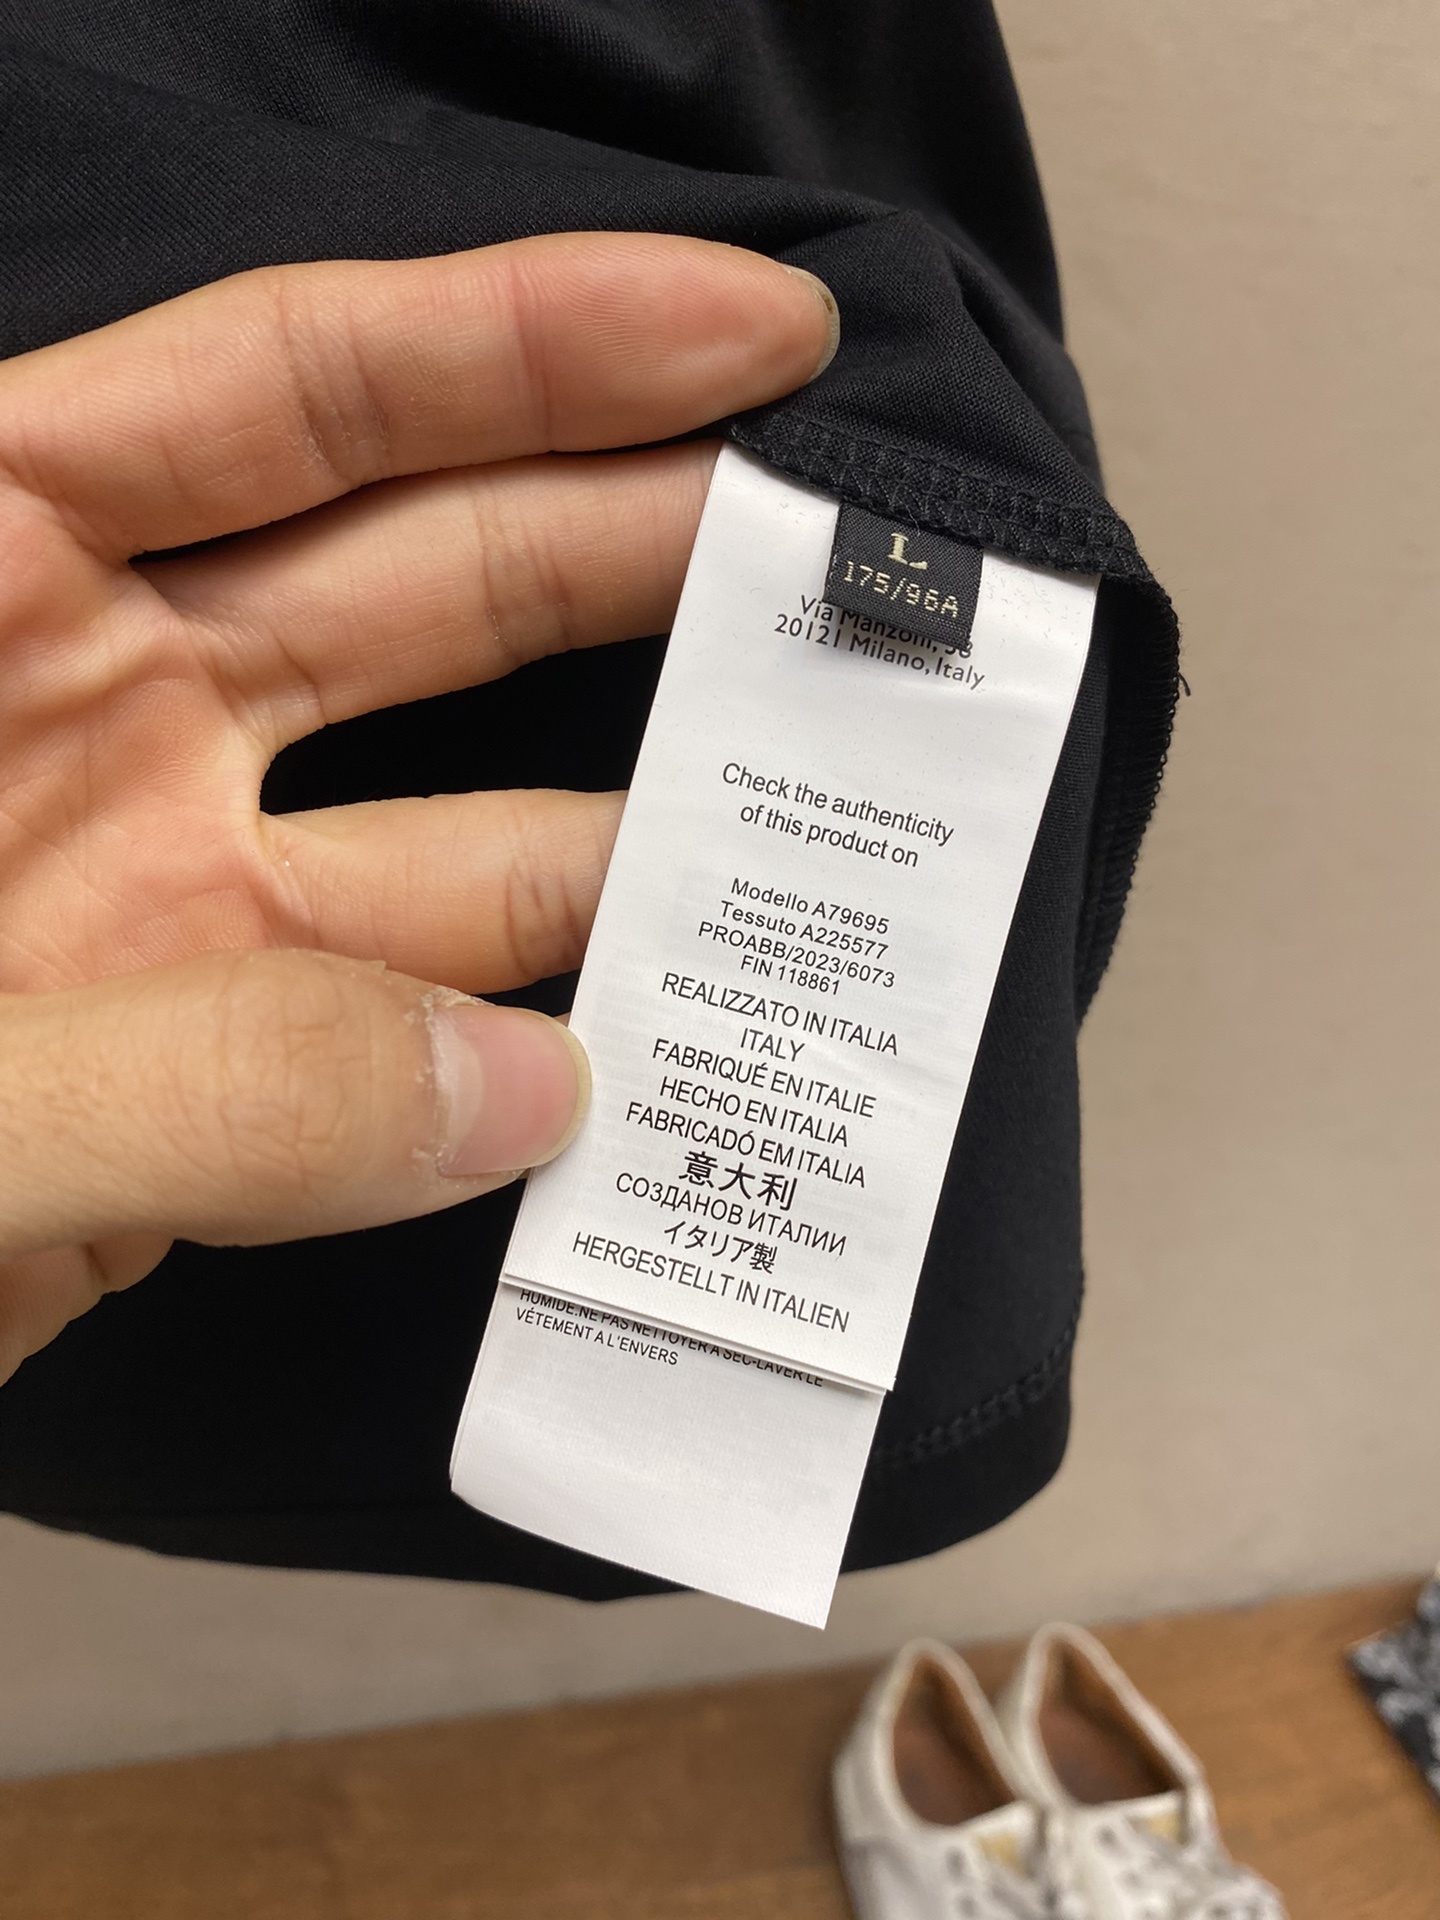 L
175/96A
Via Manzoni, 38
20121 Milano, Italy
Check the authenticity
of this product on
Modello A79695
Tessuto A225577
PROABB/2023/6073
FIN 118861
REALIZZATO IN ITALIA
ITALY
FABRIQUÉ EN ITALIE
HECHO EN ITALIA
FABRICADÓ EM ITALIA
意大利
СОЗДАНОВ ИТАЛИИ
イタリア製
HERGESTELLT IN ITALIEN
HUMIDE.NE PAS NETTOYER A SEC-LAVER LE
VÉTEMENT A L'ENVERS